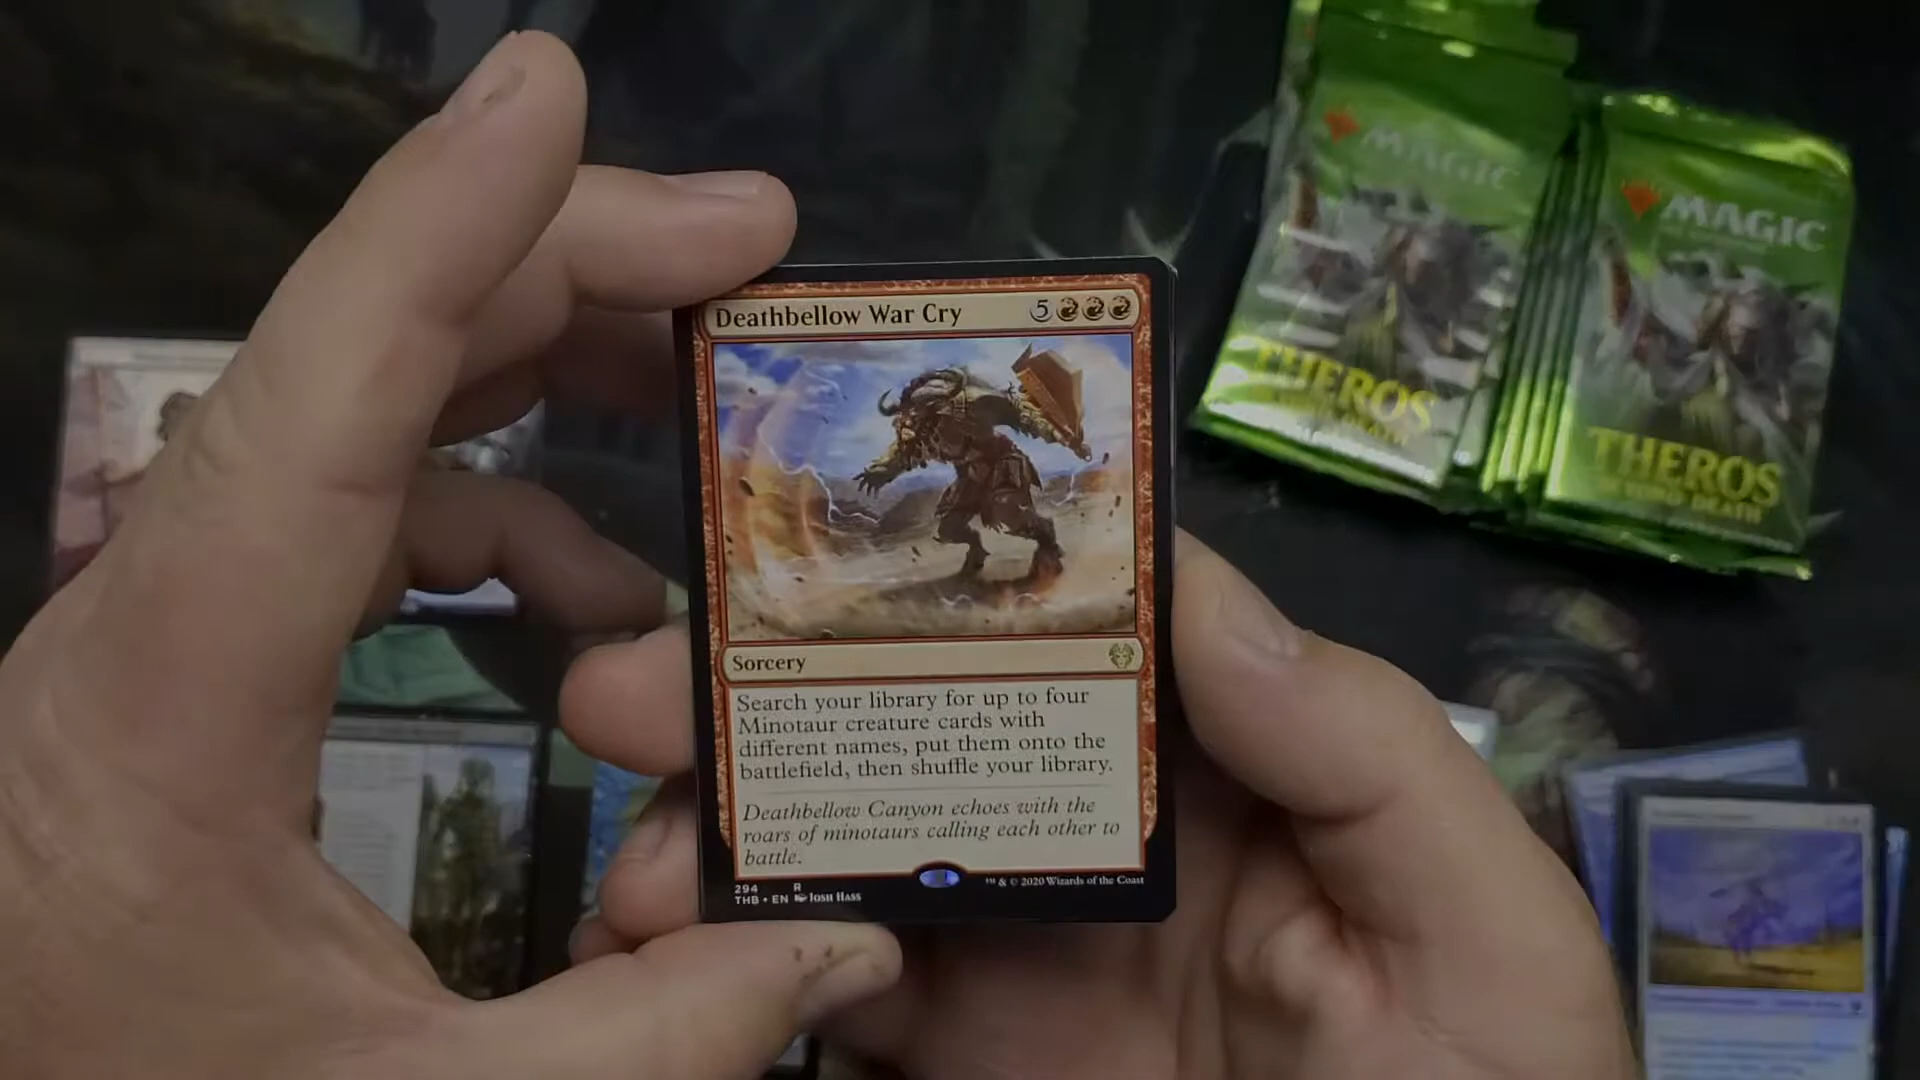 MAGIC
MAGIC
THEROS
THEROS
BEYOND DEATH
Deathbellow War Cry 5
Sorcery
Search your library for up to four
Minotaur creature cards with
different names, put them onto the
battlefield, then shuffle your library.
Deathbellow Canyon echoes with the
roars of minotaurs calling each other to
battle.
294 R
THB • EN Josh Hass
™ & © 2020 Wizards of the Coast